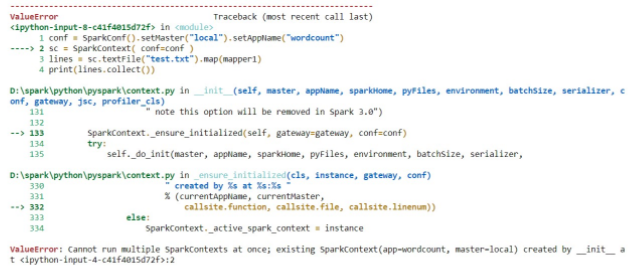 ---------------------------------------------------------------------------
ValueError                                Traceback (most recent call last)
<ipython-input-8-c41f4015d72f> in <module>
      1 conf = SparkConf().setMaster("local").setAppName("wordcount")
----> 2 sc = SparkContext( conf=conf )
      3 lines = sc.textFile("test.txt").map(mapper1)
      4 print(lines.collect())
D:\spark\python\pyspark\context.py in __init__(self, master, appName, sparkHome, pyFiles, environment, batchSize, serializer, c
onf, gateway, jsc, profiler_cls)
    131                 " note this option will be removed in Spark 3.0")
    132
--> 133         SparkContext._ensure_initialized(self, gateway=gateway, conf=conf)
    134         try:
    135             self._do_init(master, appName, sparkHome, pyFiles, environment, batchSize, serializer,
D:\spark\python\pyspark\context.py in _ensure_initialized(cls, instance, gateway, conf)
    330                         " created by %s at %s:%s "
    331                         % (currentAppName, currentMaster,
--> 332                             callsite.function, callsite.file, callsite.linenum))
    333                 else:
    334                     SparkContext._active_spark_context = instance
ValueError: Cannot run multiple SparkContexts at once; existing SparkContext(app=wordcount, master=local) created by __init__ a
t <ipython-input-4-c41f4015d72f>:2